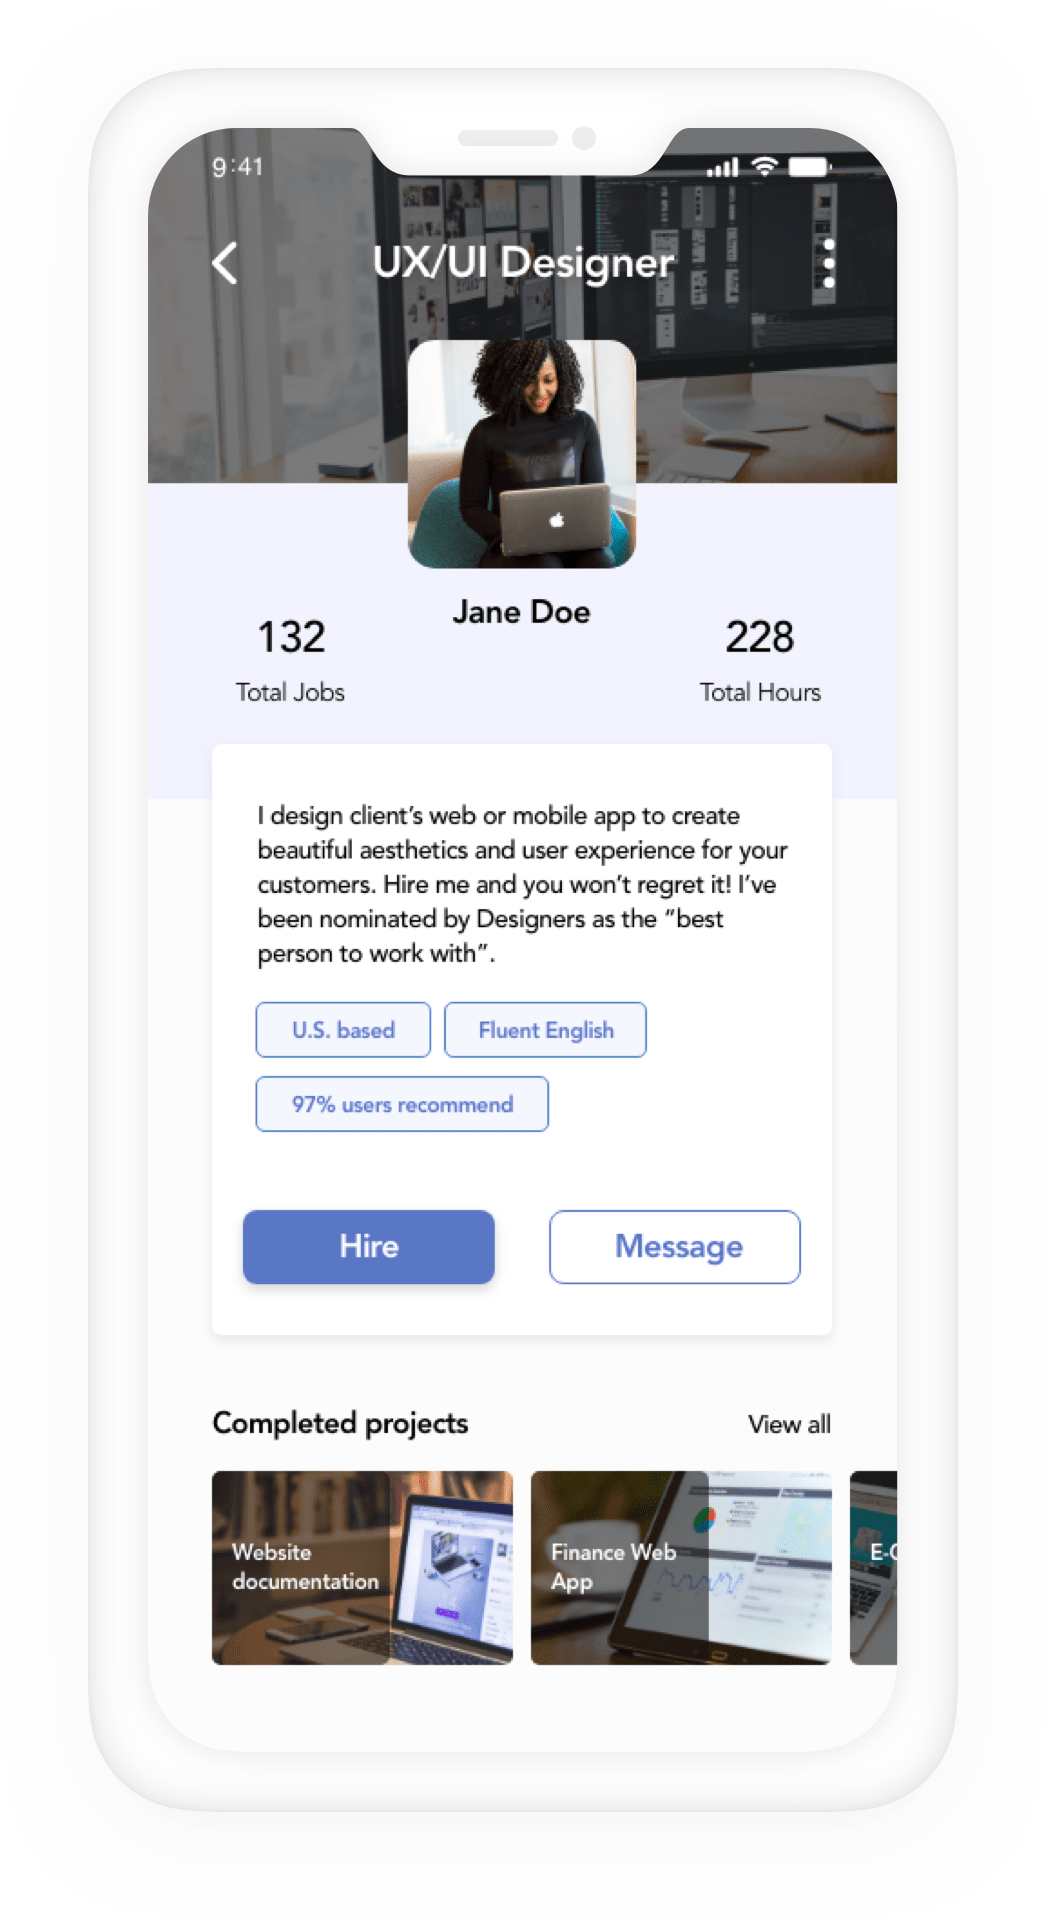 9:41
UX/UI Designer
Jane Doe
132
Total Jobs
228
Total Hours
I design client’s web or mobile app to create
beautiful aesthetics and user experience for your
customers. Hire me and you won’t regret it! I’ve
been nominated by Designers as the “best
person to work with”.
U.S. based
Fluent English
97% users recommend
Hire
Message
Completed projects
View all
Website
documentation
Finance Web
App